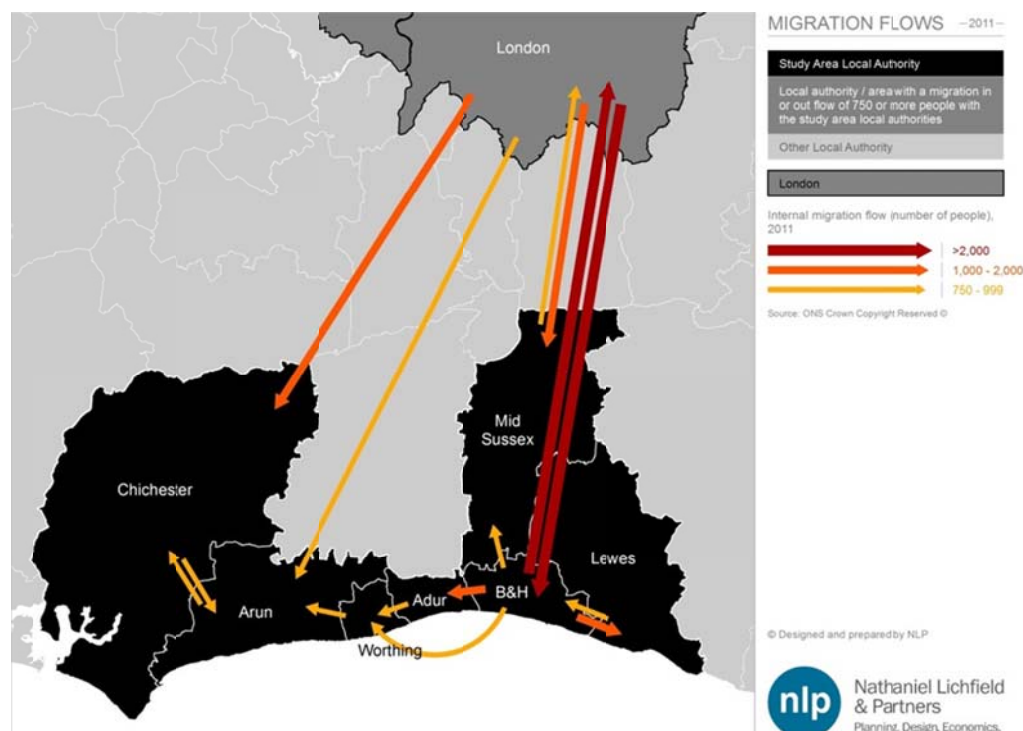 London
Mid
Sussex
Chichester
Lewes
B&H
Adur
Arun
Worthing
MIGRATION FLOWS —2011—
Study Area Local Authority
Local authority / area with a migration in
or out flow of 750 or more people with
the study area local authorities
Other Local Authority
London
Internal migration flow (number of people),
2011
>2,000
1,000 - 2,000
750 - 999
Source: ONS Crown Copyright Reserved ©
© Designed and prepared by NLP
nlp
Nathaniel Lichfield
& Partners
Planning. Design. Economics.